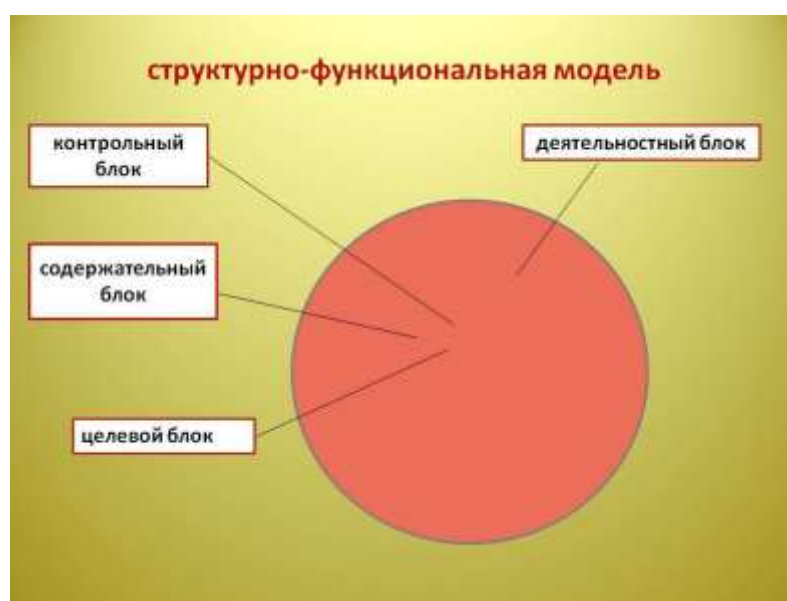 структурно-функциональная модель
контрольный
блок
деятельностный блок
содержательный
блок
целевой блок